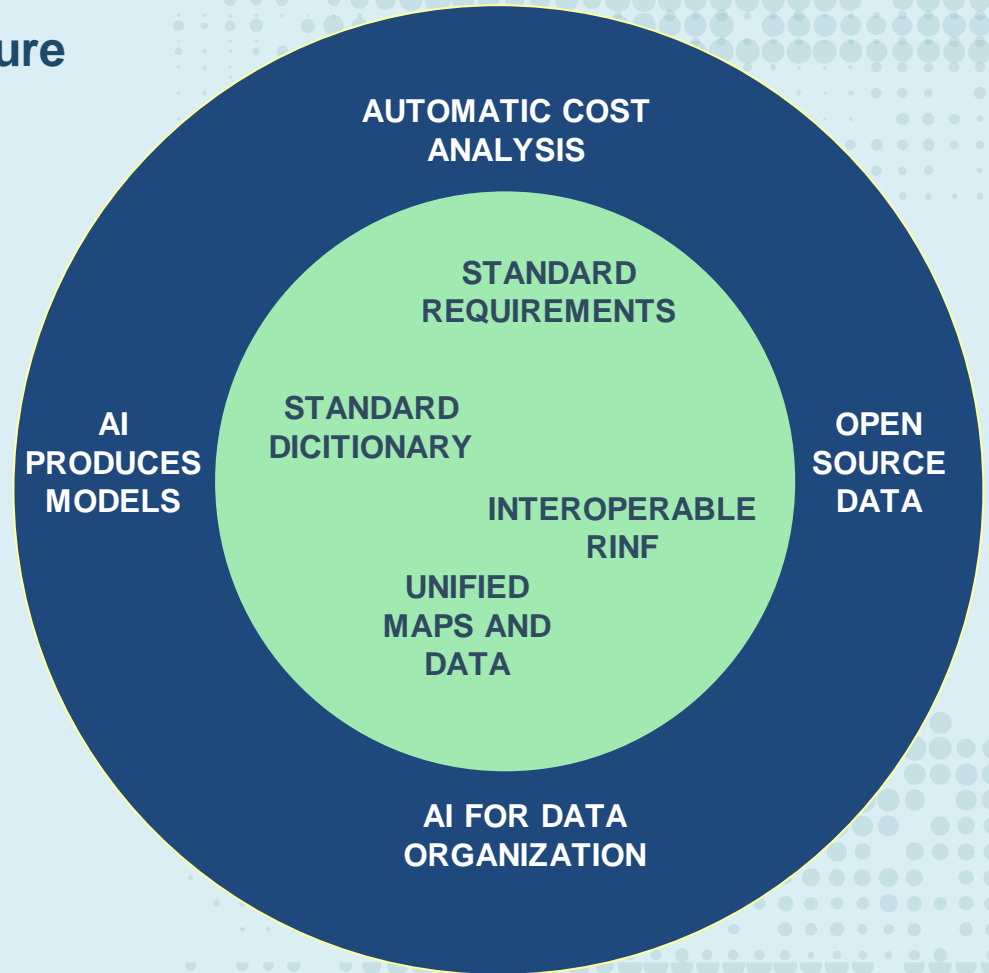 ure
AUTOMATIC COST
ANALYSIS
STANDARD
REQUIREMENTS
STANDARD
DICITIONARY
AI
PRODUCES
MODELS
OPEN
SOURCE
DATA
INTEROPERABLE
RINF
UNIFIED
MAPS AND
DATA
AI FOR DATA
ORGANIZATION